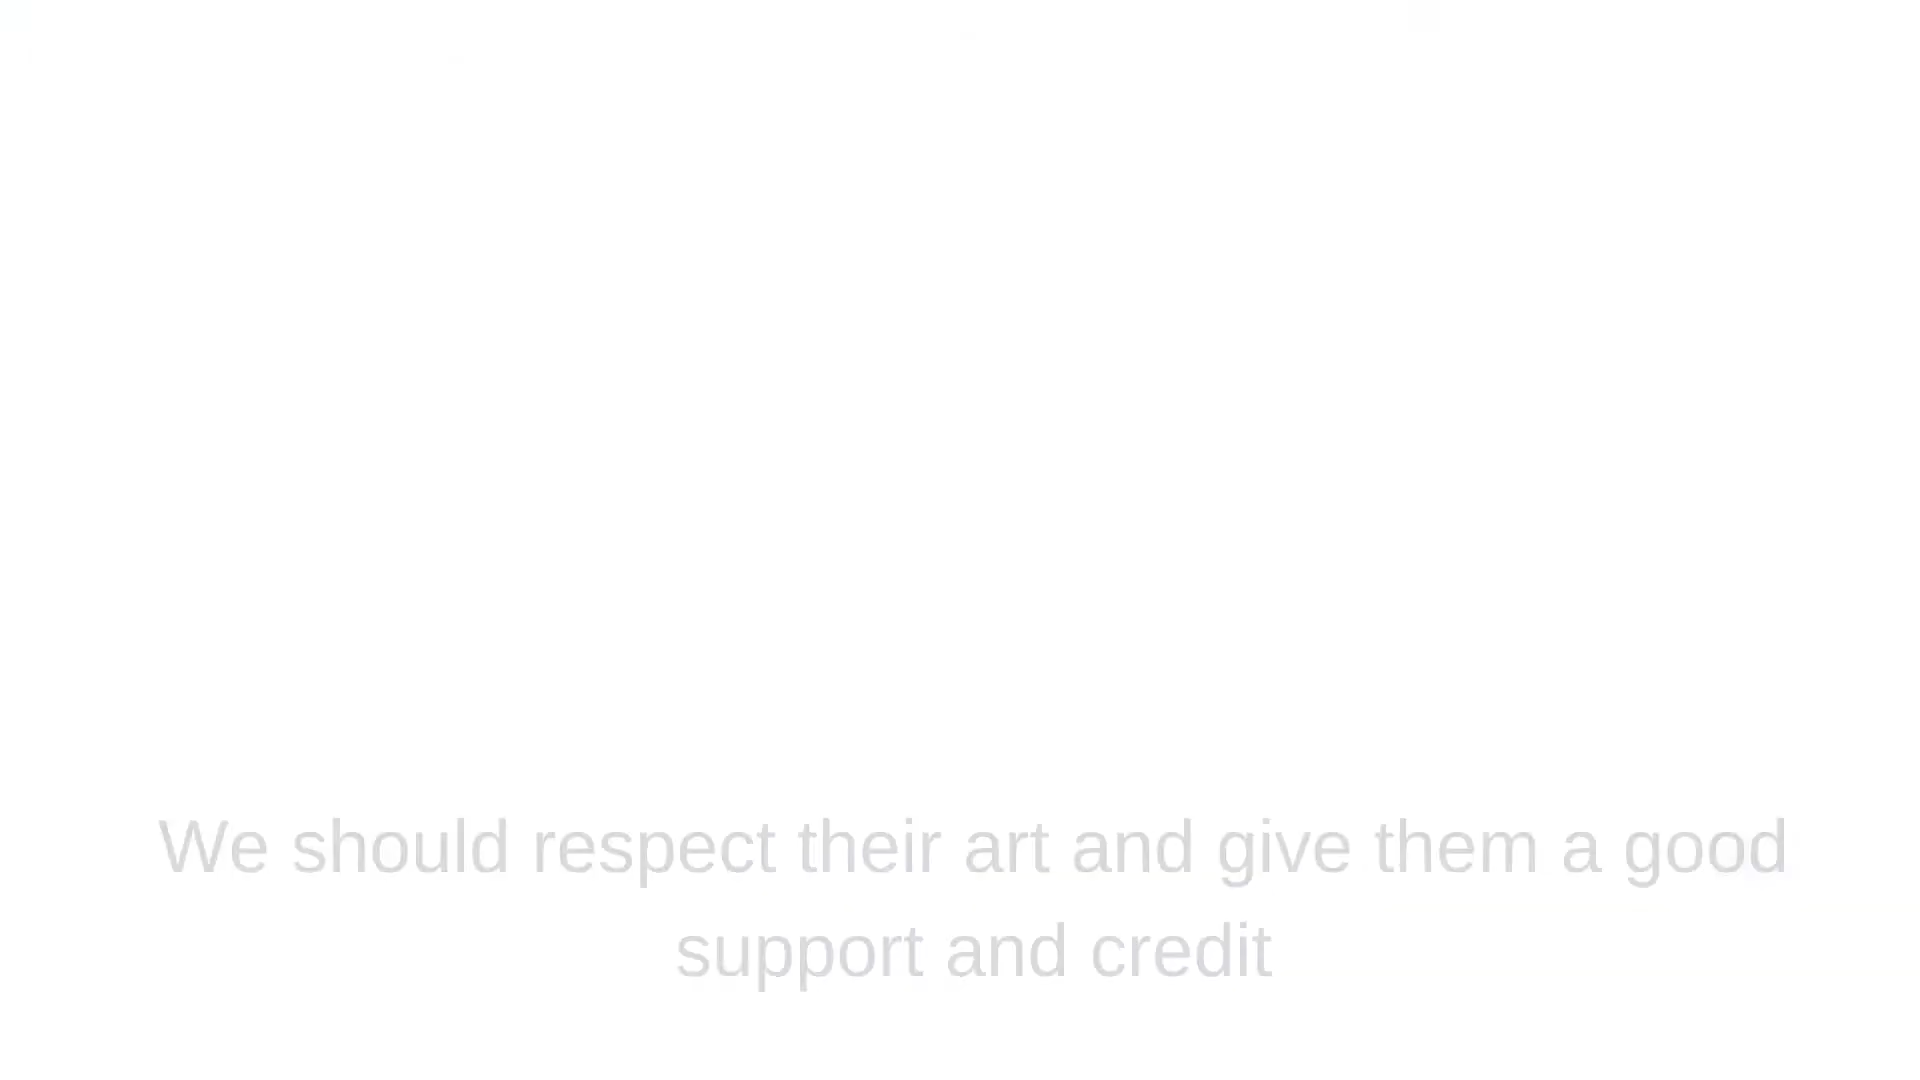 We should respect their art and give them a good
support and credit